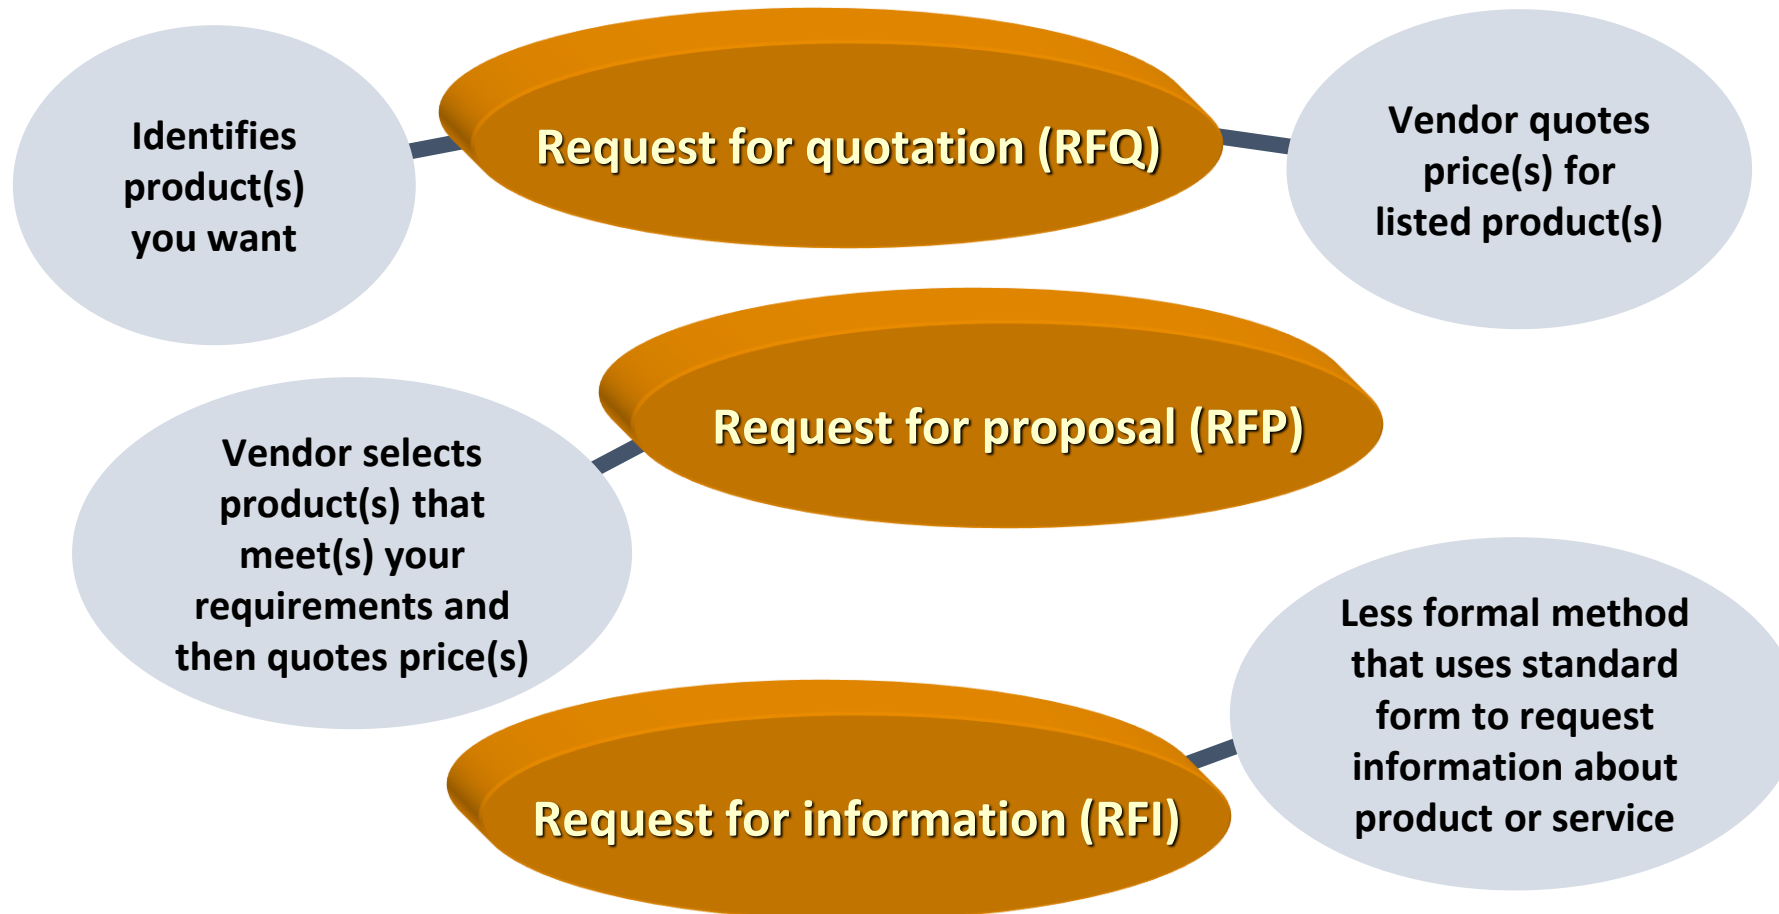 Identifies
product(s)
you want
Request for quotation (RFQ)
Vendor quotes
price(s) for
listed product(s)
Request for proposal (RFP)
Vendor selects
product(s) that
meet(s) your
requirements and
then quotes price(s)
Request for information (RFI)
Less formal method
that uses standard
form to request
information about
product or service